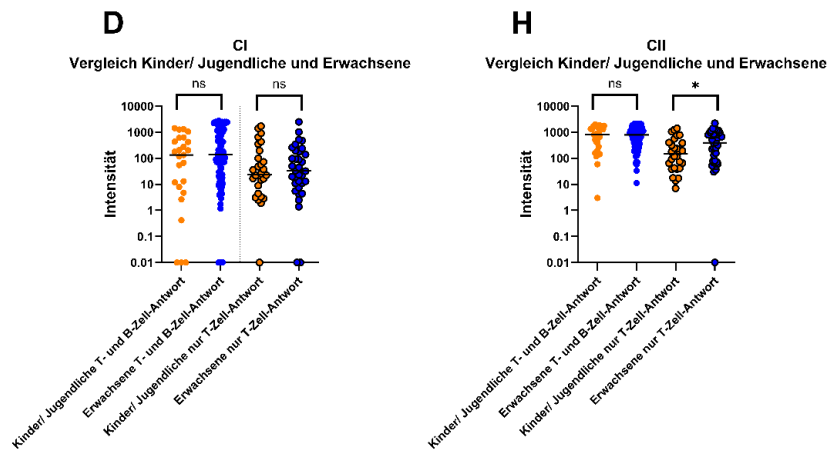 D
CI
Vergleich Kinder/ Jugendliche und Erwachsene
ns
ns
10000
1000
100
10
1
0.1
0.01
Intensität
Kinder/ Jugendliche T- und B-Zell-Antwort
Erwachsene T- und B-Zell-Antwort
Kinder/ Jugendliche nur T-Zell-Antwort
Erwachsene nur T-Zell-Antwort
H
CII
Vergleich Kinder/ Jugendliche und Erwachsene
ns
*
10000
1000
100
10
1
0.1
0.01
Intensität
Kinder/ Jugendliche T- und B-Zell-Antwort
Erwachsene T- und B-Zell-Antwort
Kinder/ Jugendliche nur T-Zell-Antwort
Erwachsene nur T-Zell-Antwort